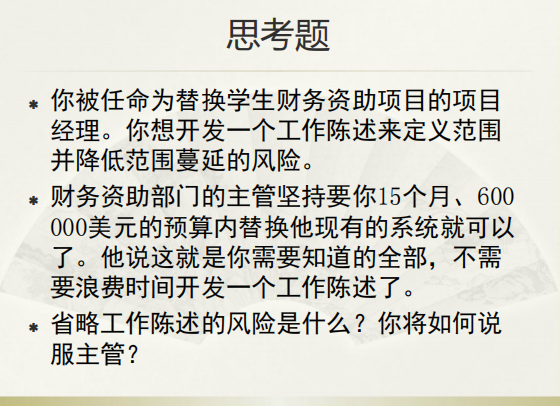 思考题
你被任命为替换学生财务资助项目的项目
经理。你想开发一个工作陈述来定义范围
并降低范围蔓延的风险。
财务资助部门的主管坚持要你15个月、600
000美元的预算内替换他现有的系统就可以
了。他说这就是你需要知道的全部，不需
要浪费时间开发一个工作陈述了。
省略工作陈述的风险是什么？你将如何说
服主管？